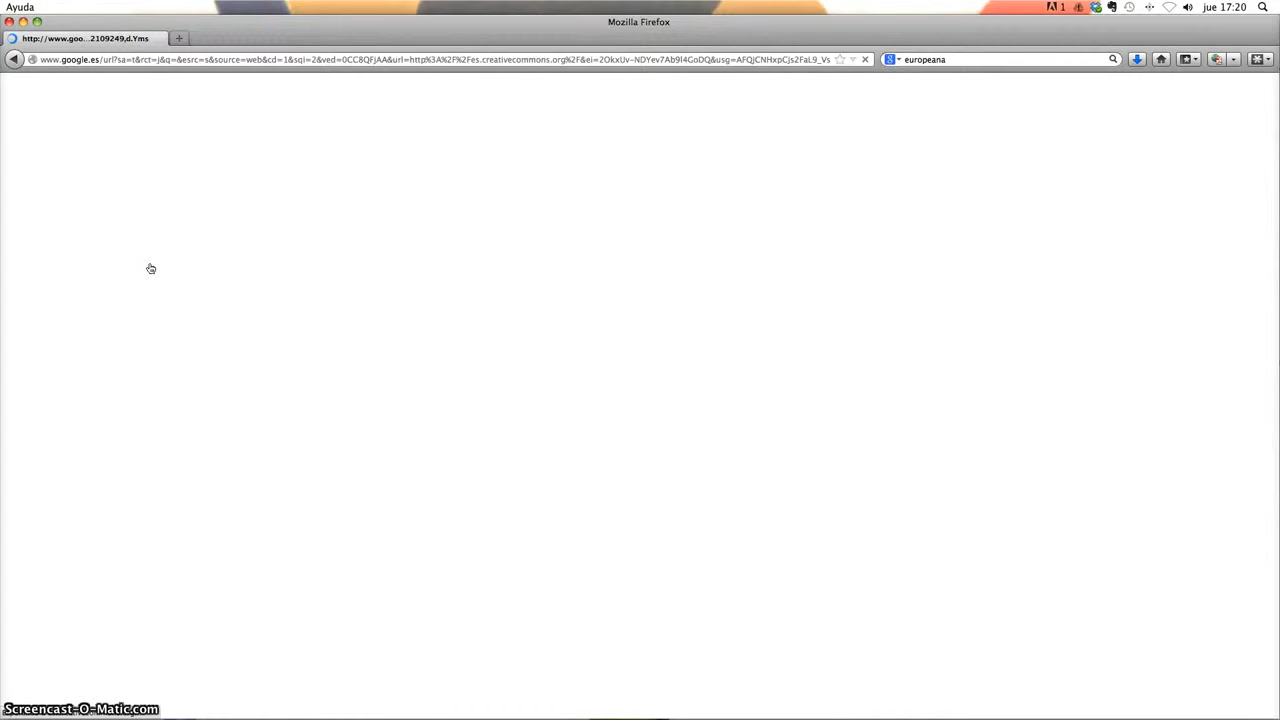 Ayuda
1
jue 17:20
Mozilla Firefox
http://www.goo...2109249,d.Yms
www.google.es/url?sa=t&rct=j&q=&esrc=s&source=web&cd=1&sqi=2&ved=0CC8QFjAA&url=http%3A%2F%2Fes.creativecommons.org%2F&ei=2OkxUv-NDYev7Ab9l4GoDQ&usg=AFQjCNHxpCjs2FaL9_Vs
europeana
Screencast-O-Matic.com